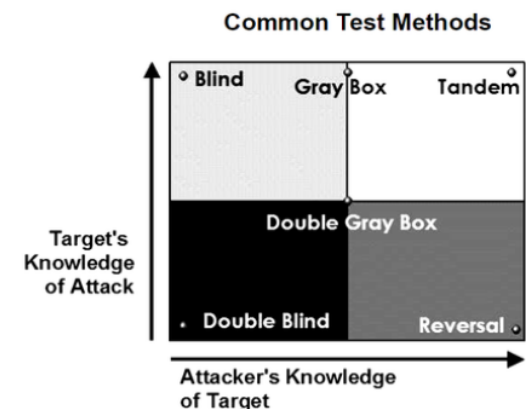 Common Test Methods
Blind
Gray Box
Tandem
Target's
Knowledge
of Attack
Double Gray Box
Double Blind
Reversal
Attacker's Knowledge
of Target